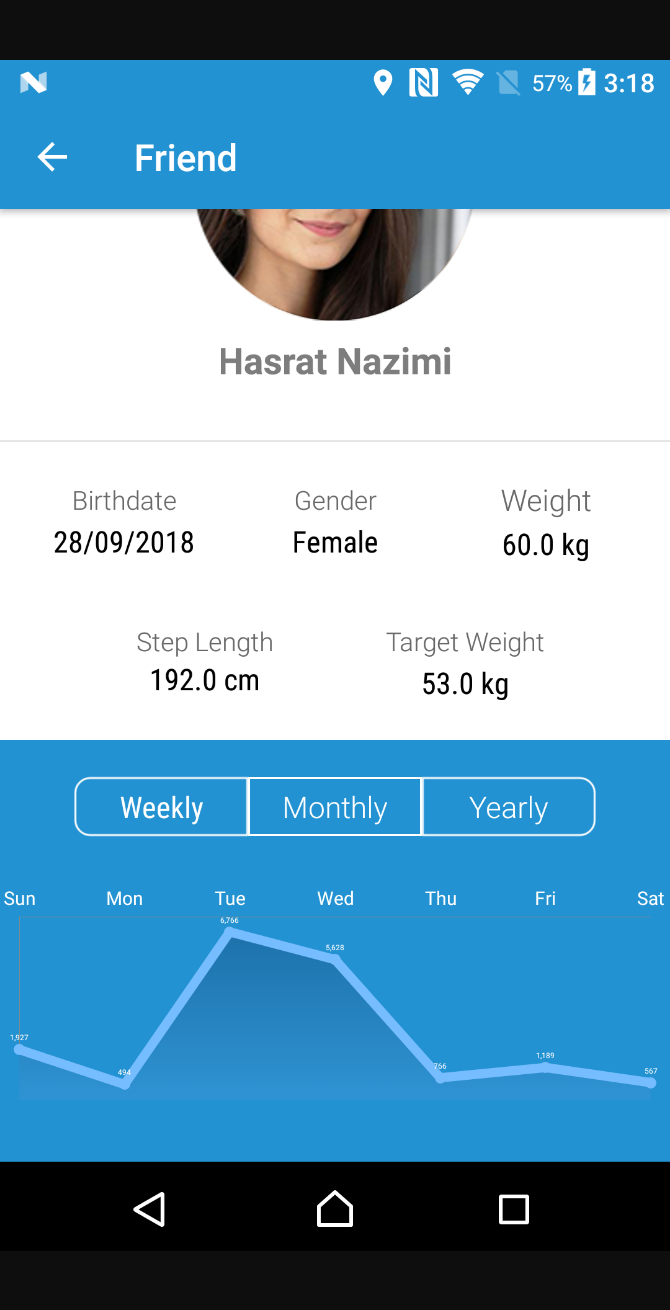 57% 3:18
Friend
Hasrat Nazimi
Birthdate Gender Weight
28/09/2018 Female 60.0 kg
Step Length Target Weight
192.0 cm 53.0 kg
Weekly Monthly Yearly
Sun Mon Tue Wed Thu Fri Sat
6,766
5,628
1,927
1,189
766
494
567